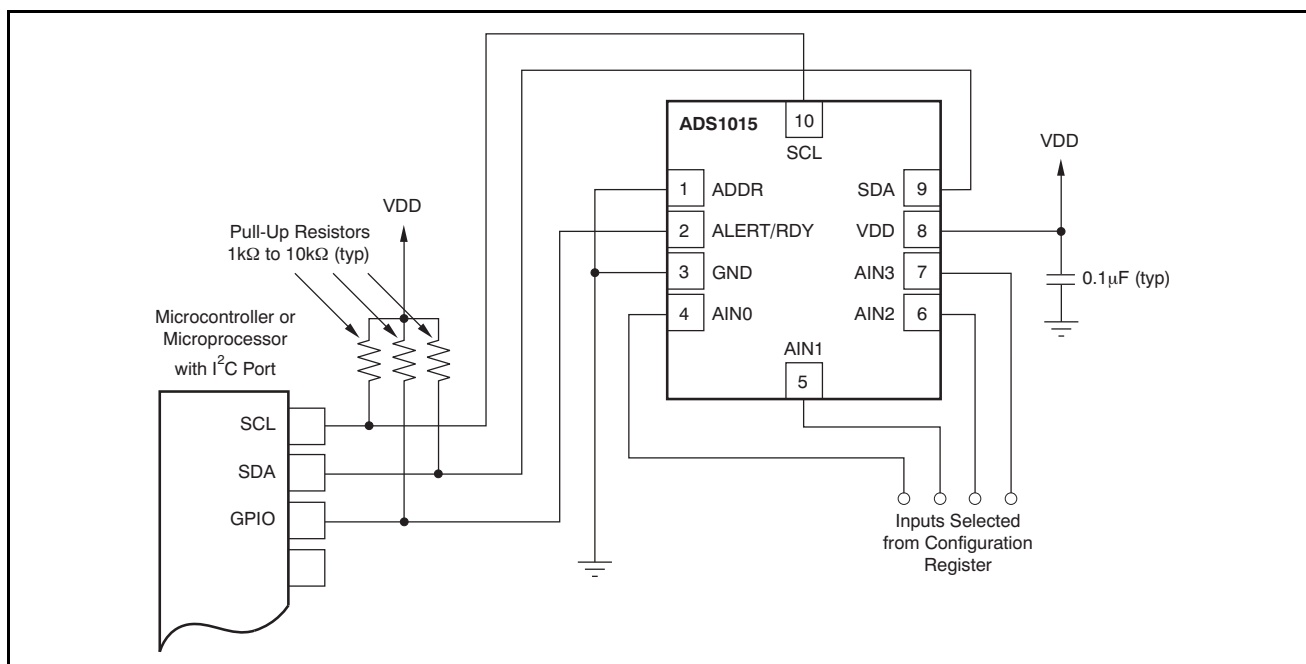 ADS1015
10
SCL
1 ADDR
SDA 9
2 ALERT/RDY
VDD 8
3 GND
AIN3 7
4 AIN0
AIN2 6
AIN1
5
VDD
0.1μF (typ)
VDD
Pull-Up Resistors
1kΩ to 10kΩ (typ)
Microcontroller or
Microprocessor
with I²C Port
SCL
SDA
GPIO
Inputs Selected
from Configuration
Register